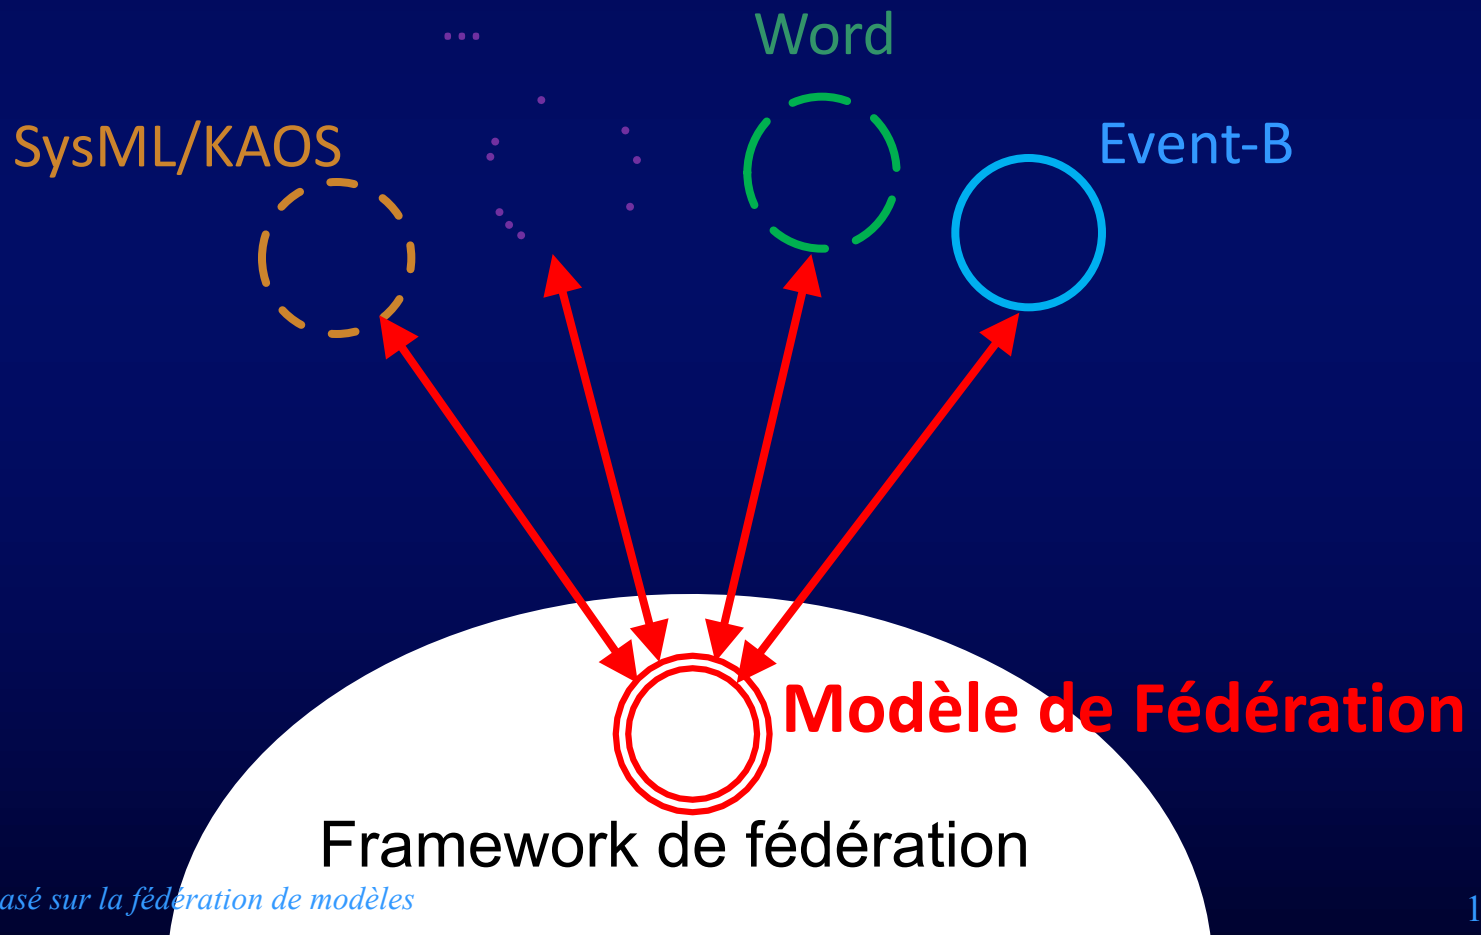 ...
Word
SysML/KAOS
Event-B
Modèle de Fédération
Framework de fédération
asé sur la fédération de modèles
1